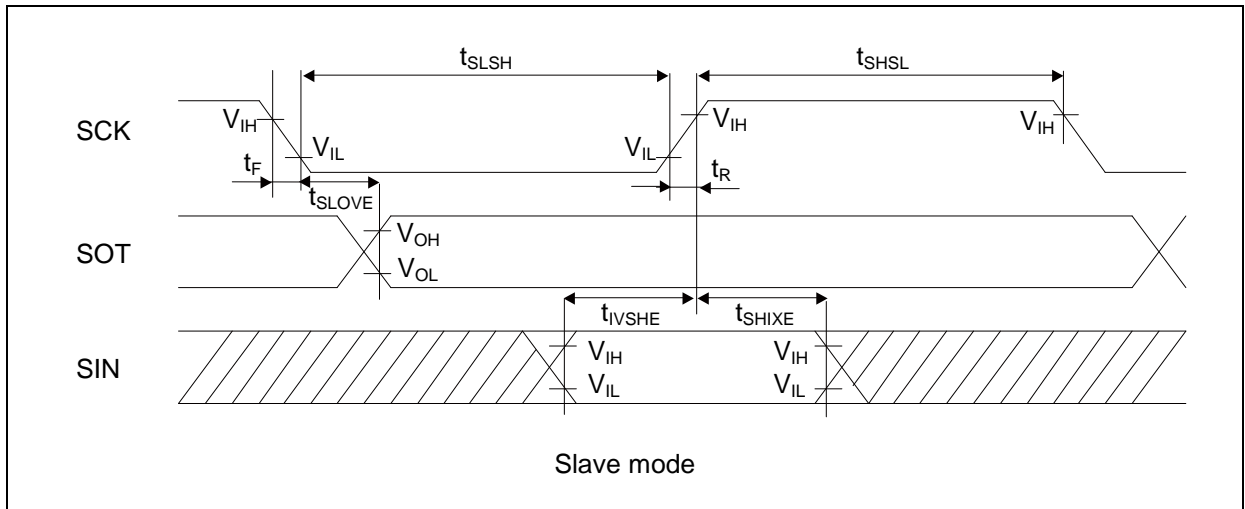 tSLSH
tSHSL
SCK
VIH
VIL
VIL
VIH
VIH
tF
tSLOVE
tR
SOT
VOH
VOL
tIVSHE
tSHIXE
SIN
VIH
VIL
VIH
VIL
Slave mode